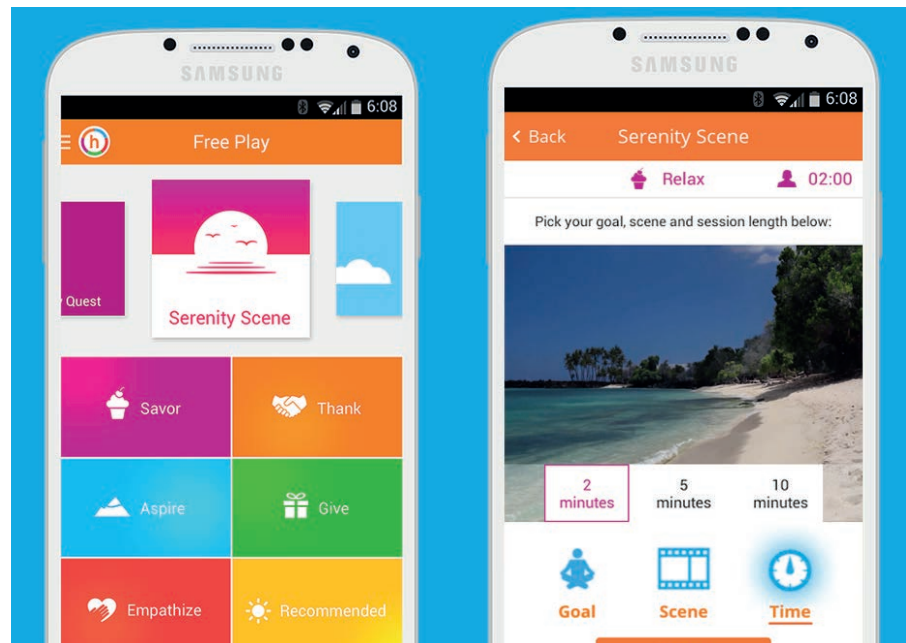 SAMSUNG
6:08
h
Free Play
Quest
Serenity Scene
Savor
Thank
Aspire
Give
Empathize
Recommended
SAMSUNG
6:08
< Back
Serenity Scene
Relax
02:00
Pick your goal, scene and session length below:
2
minutes
5
minutes
10
minutes
Goal
Scene
Time